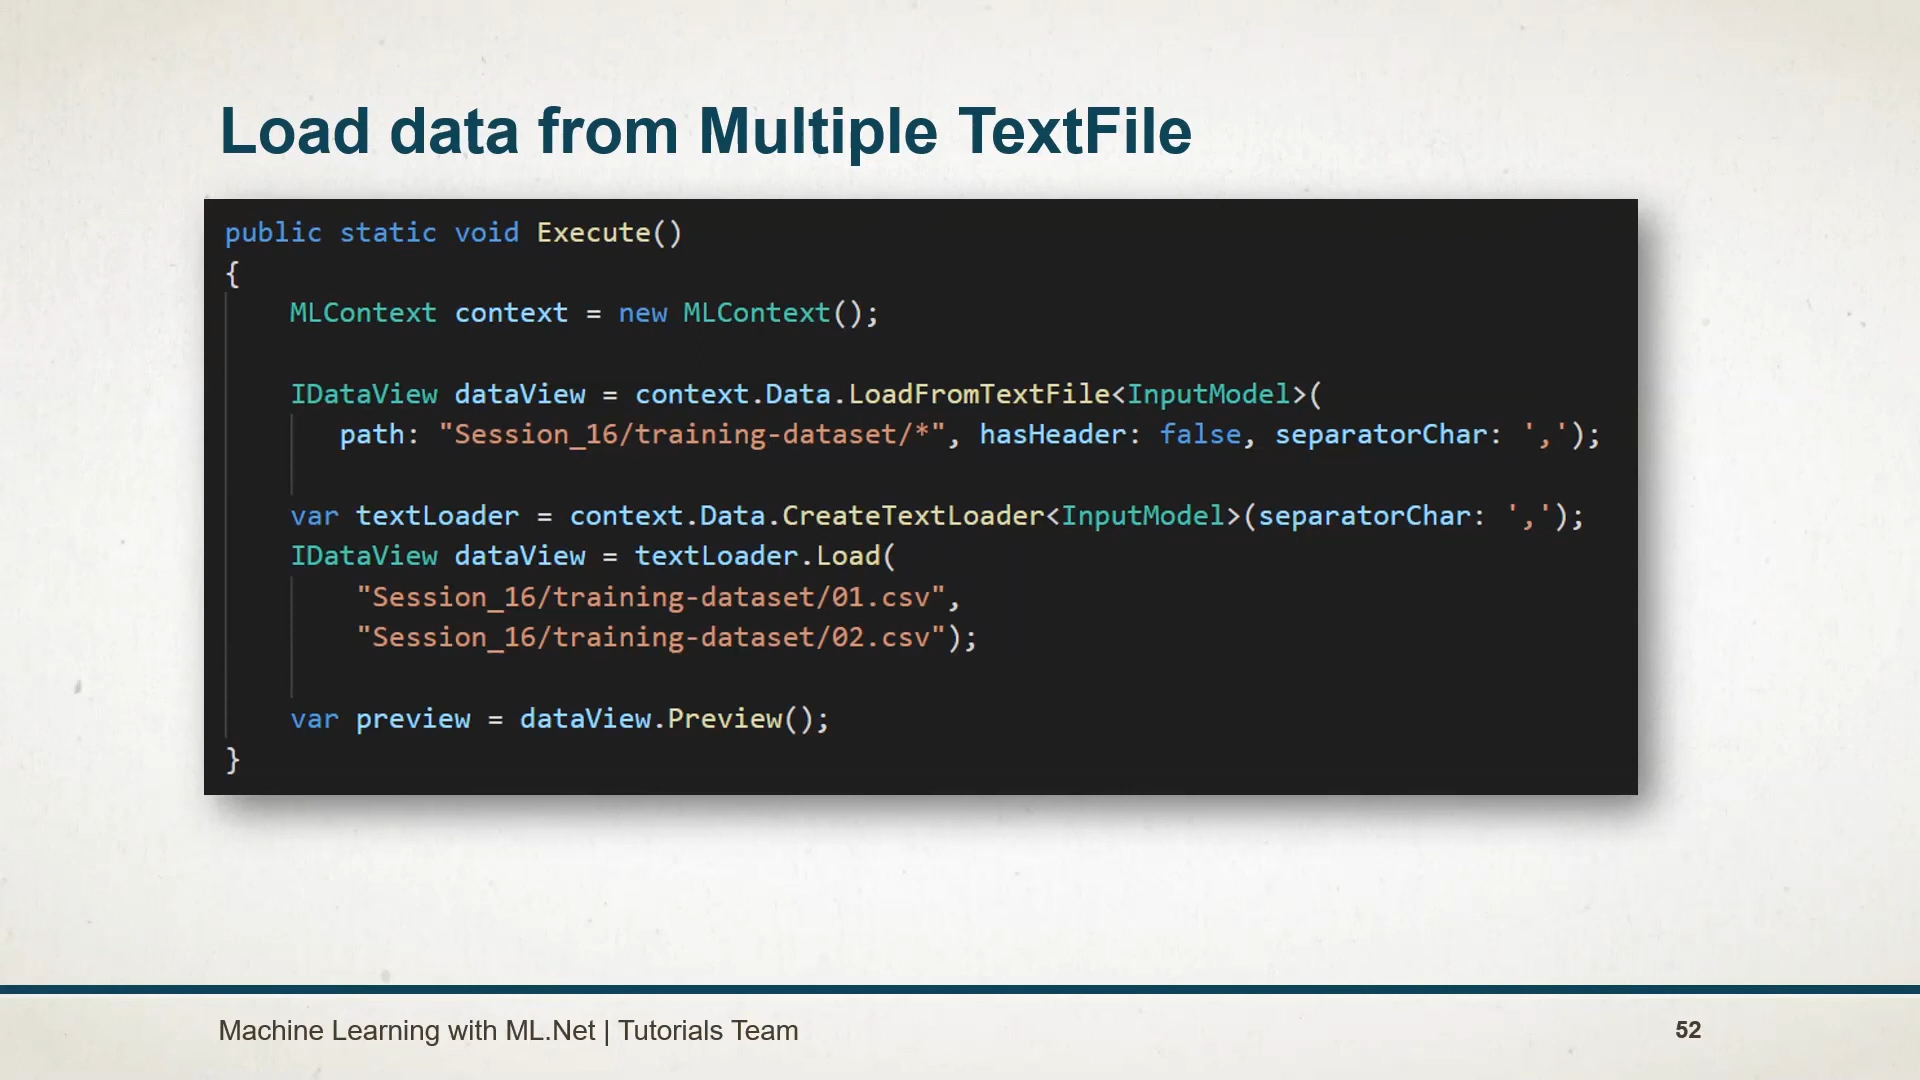 Load data from Multiple TextFile
public static void Execute()
{
MLContext context = new MLContext();
IDataView dataView = context.Data.LoadFromTextFile<InputModel>(
path: "Session_16/training-dataset/*", hasHeader: false, separatorChar: ',');
var textLoader = context.Data.CreateTextLoader<InputModel>(separatorChar: ',');
IDataView dataView = textLoader.Load(
"Session_16/training-dataset/01.csv",
"Session_16/training-dataset/02.csv");
var preview = dataView.Preview();
}
Machine Learning with ML.Net | Tutorials Team
52